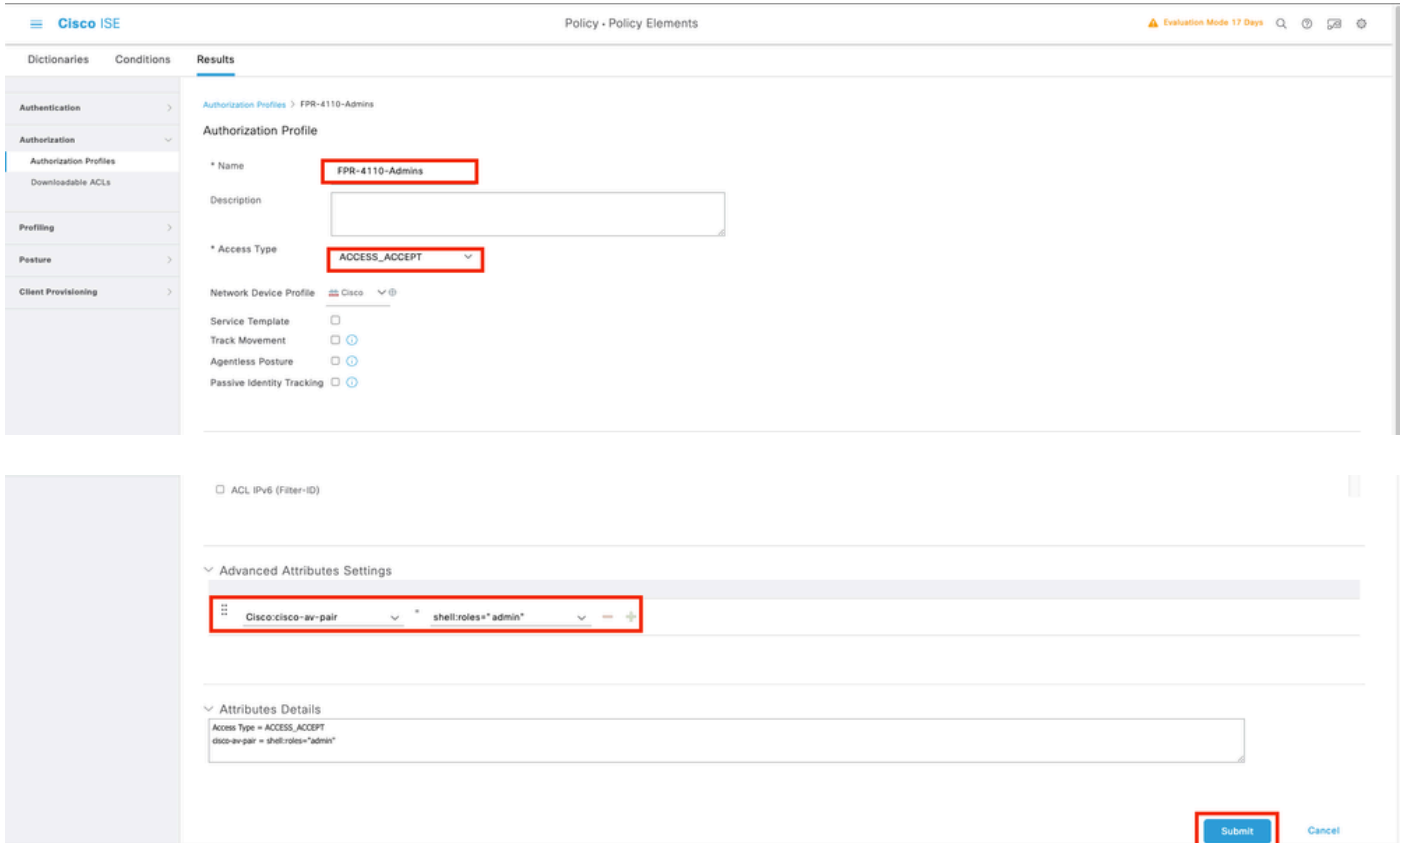 Cisco ISE
Policy • Policy Elements
Evaluation Mode 17 Days
Dictionaries Conditions Results
Authentication
Authorization
Authorization Profiles
Downloadable ACLs
Profiling
Posture
Client Provisioning
Authorization Profiles > FPR-4110-Admins
Authorization Profile
* Name FPR-4110-Admins
Description
* Access Type ACCESS_ACCEPT
Network Device Profile Cisco
Service Template
Track Movement
Agentless Posture
Passive Identity Tracking
ACL IPv6 (Filter-ID)
Advanced Attributes Settings
Cisco:cisco-av-pair = shell:roles="admin"
Attributes Details
Access Type = ACCESS_ACCEPT
cisco-av-pair = shell:roles="admin"
Submit Cancel